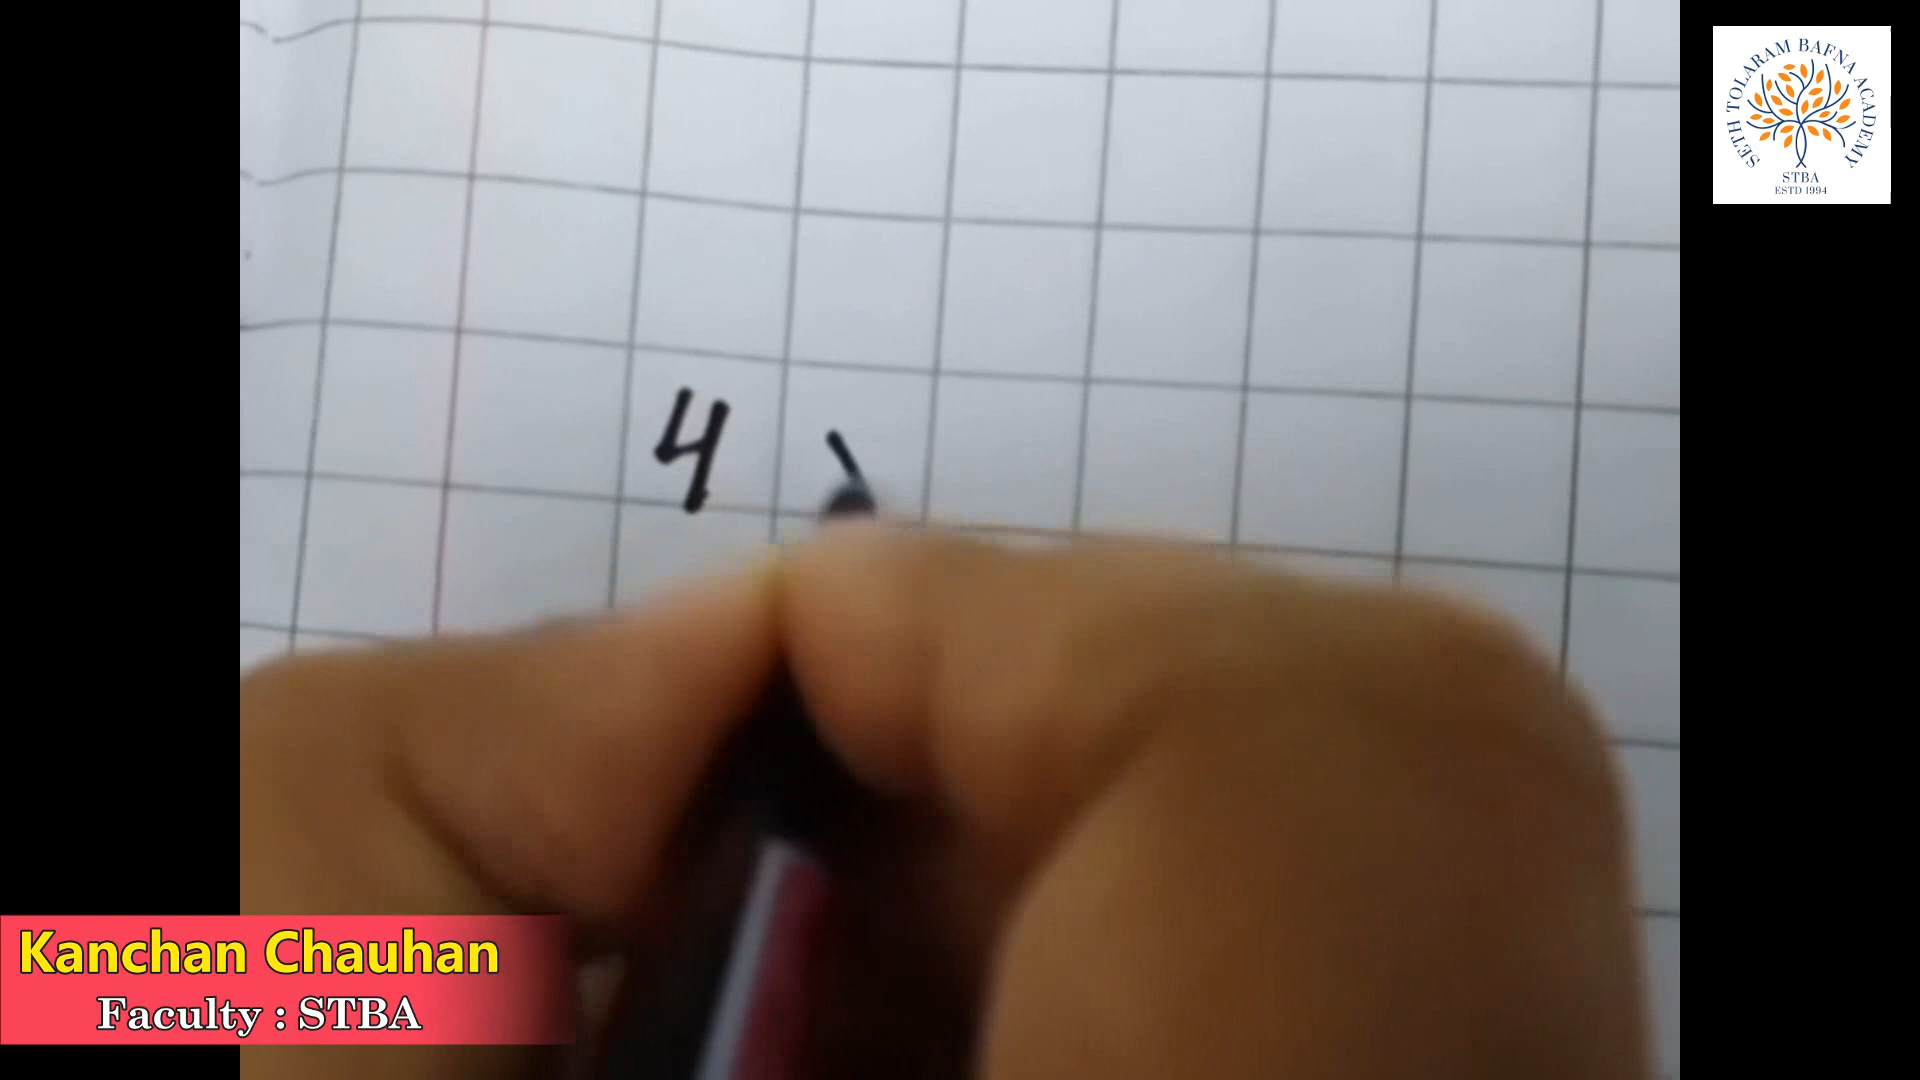 SETH TOLARAM BAFNA ACADEMY
STBA
ESTD 1994
4
Kanchan Chauhan
Faculty : STBA